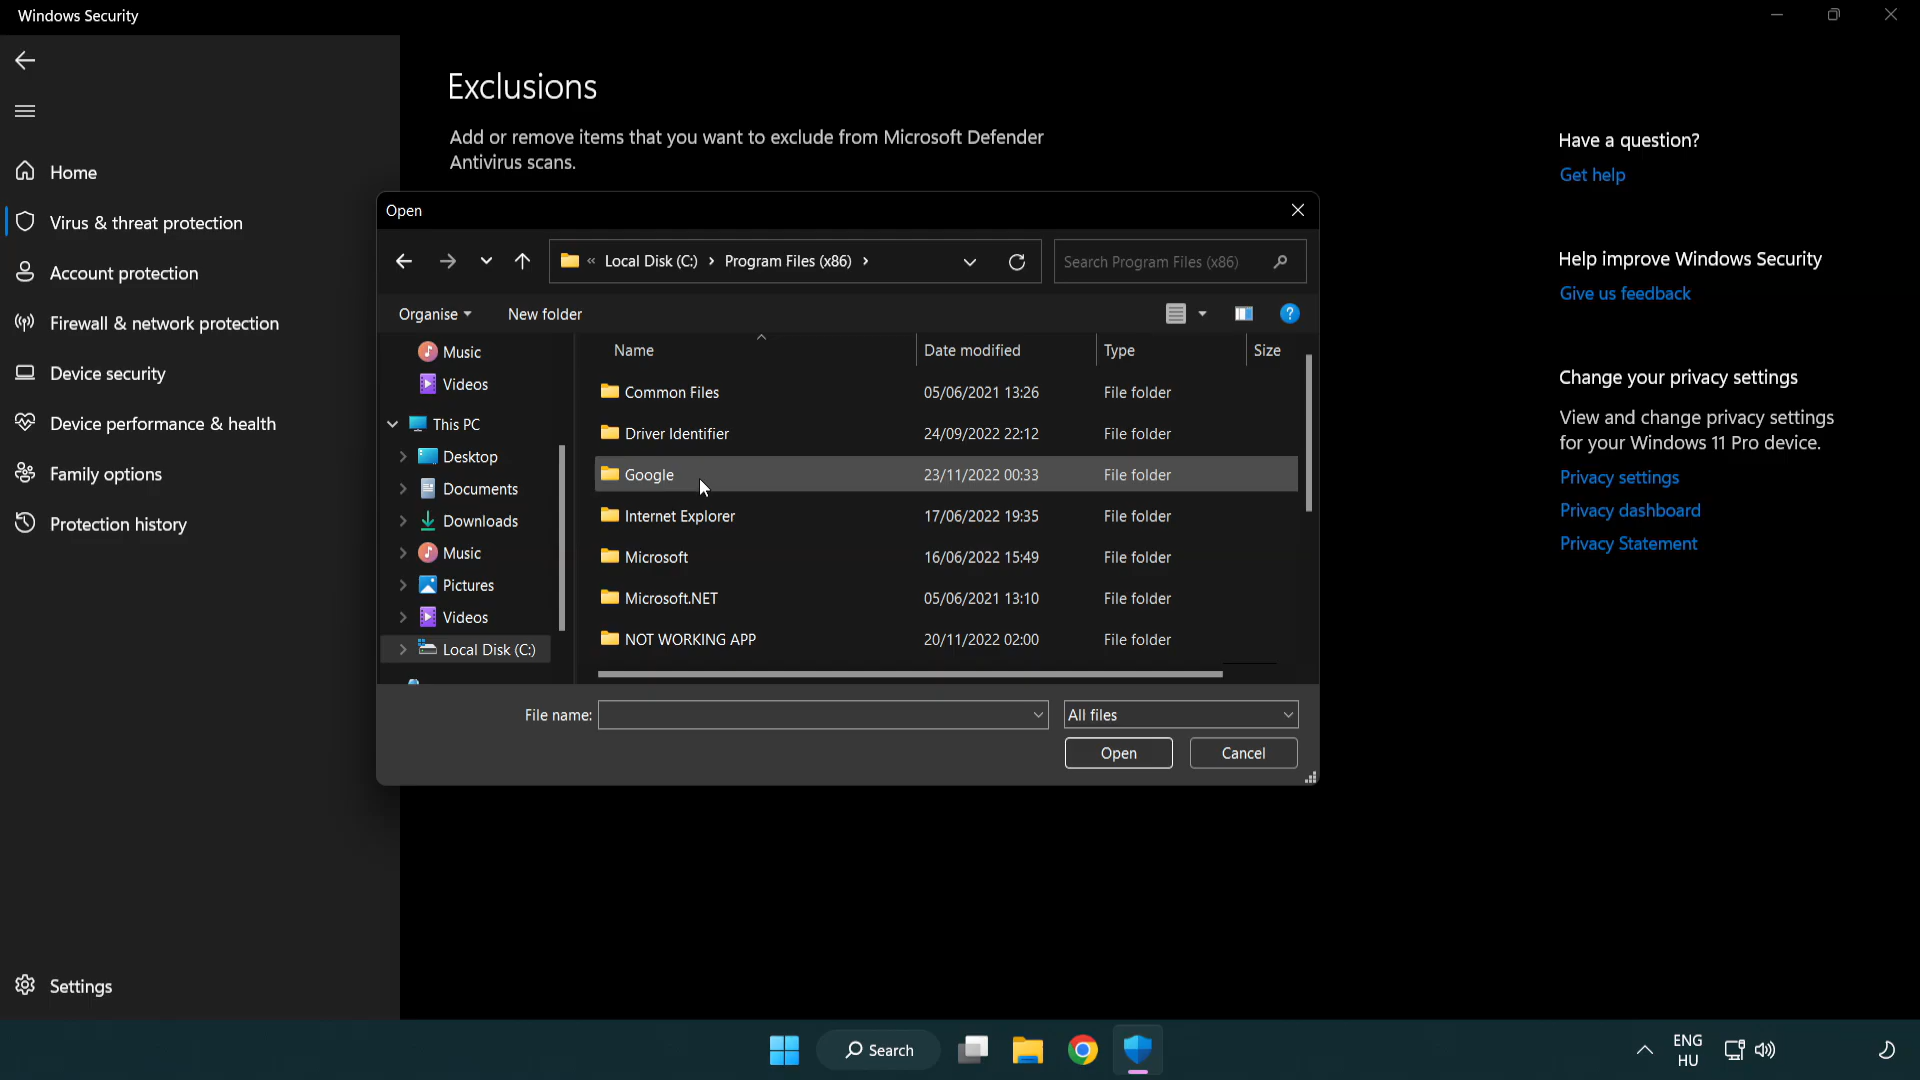 Windows Security
Home
Virus & threat protection
Account protection
Firewall & network protection
Device security
Device performance & health
Family options
Protection history
Settings
Exclusions
Add or remove items that you want to exclude from Microsoft Defender
Antivirus scans.
Have a question?
Get help
Help improve Windows Security
Give us feedback
Change your privacy settings
View and change privacy settings
for your Windows 11 Pro device.
Privacy settings
Privacy dashboard
Privacy Statement
Open
« Local Disk (C:) › Program Files (x86) ›
Search Program Files (x86)
Organise
New folder
Music
Videos
This PC
Desktop
Documents
Downloads
Music
Pictures
Videos
Local Disk (C:)
Name Date modified Type Size
Common Files 05/06/2021 13:26 File folder
Driver Identifier 24/09/2022 22:12 File folder
Google 23/11/2022 00:33 File folder
Internet Explorer 17/06/2022 19:35 File folder
Microsoft 16/06/2022 15:49 File folder
Microsoft.NET 05/06/2021 13:10 File folder
NOT WORKING APP 20/11/2022 02:00 File folder
File name:
All files
Open
Cancel
Search
ENG
HU